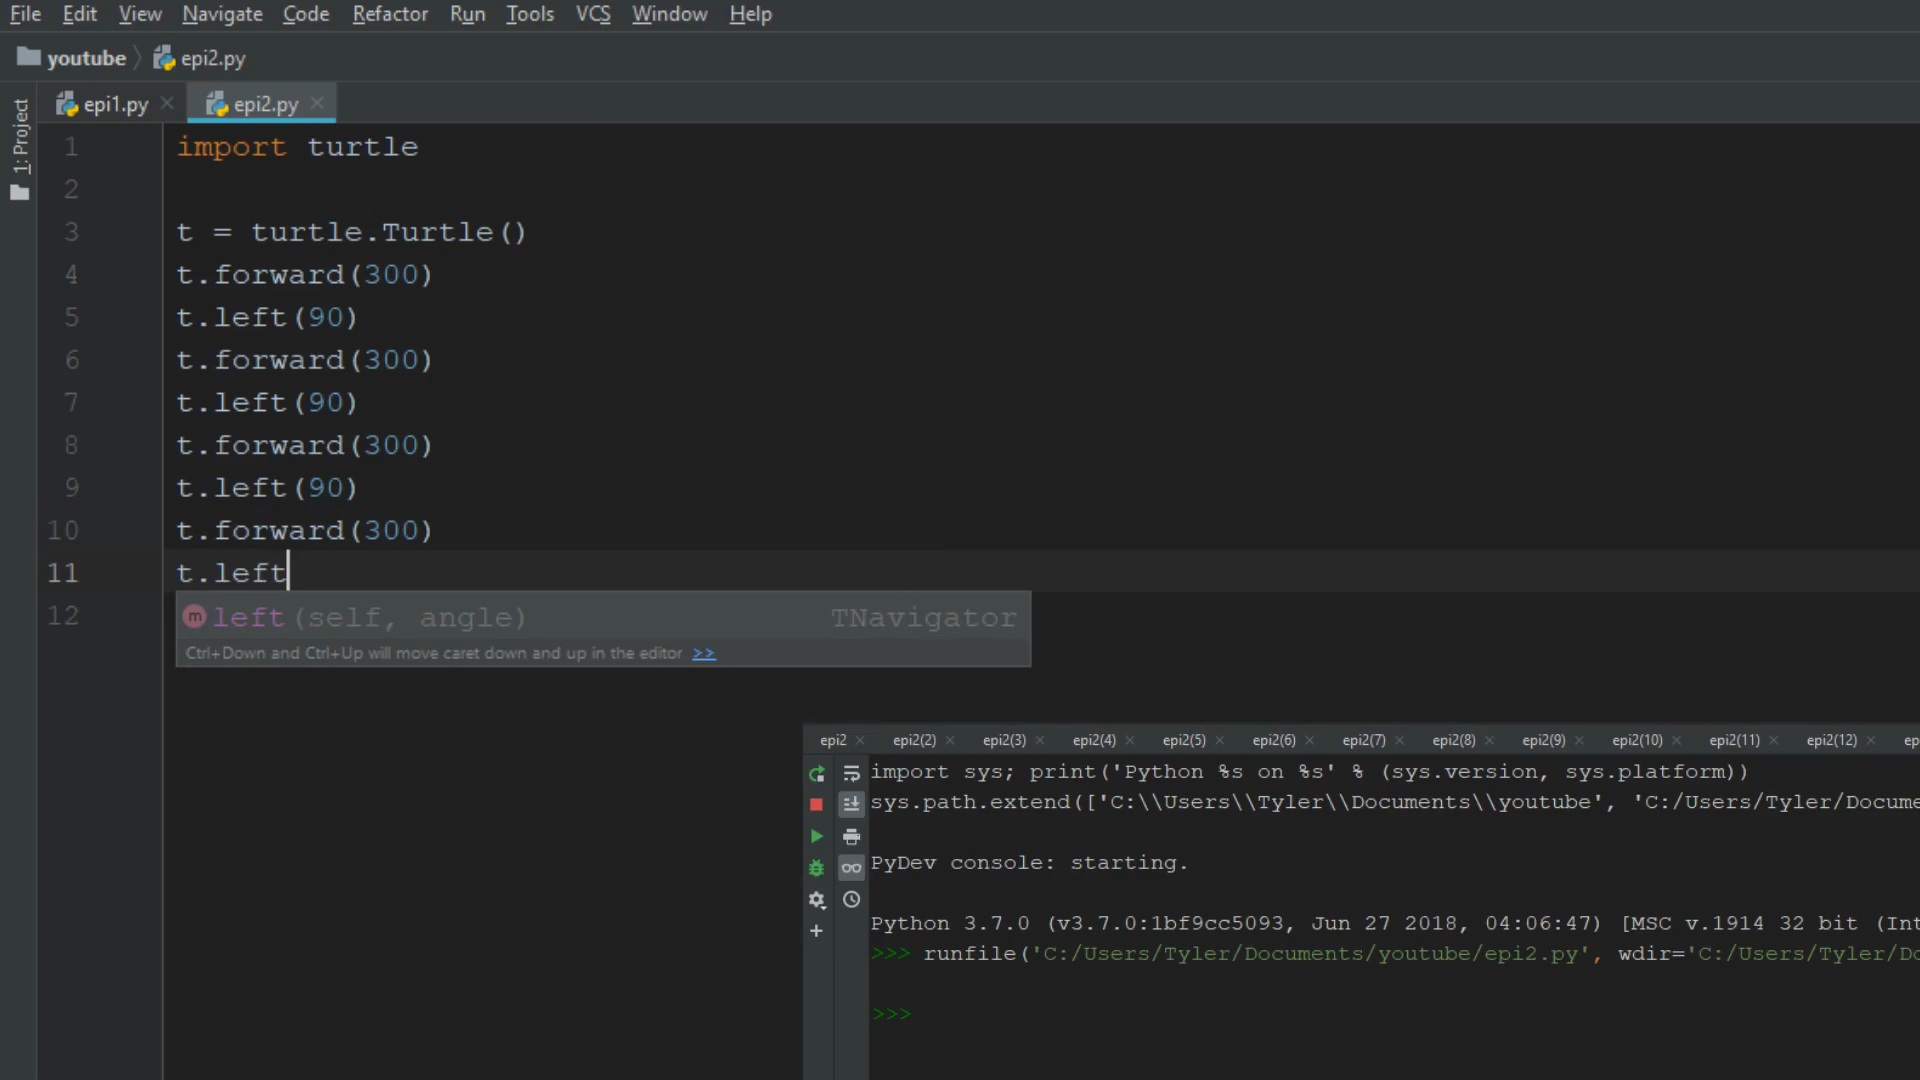 File Edit View Navigate Code Refactor Run Tools VCS Window Help
youtube epi2.py
epi1.py epi2.py
1: Project
1 import turtle
2
3 t = turtle.Turtle()
4 t.forward(300)
5 t.left(90)
6 t.forward(300)
7 t.left(90)
8 t.forward(300)
9 t.left(90)
10 t.forward(300)
11 t.left
12
m left(self, angle) TNavigator
Ctrl+Down and Ctrl+Up will move caret down and up in the editor >>
epi2 epi2(2) epi2(3) epi2(4) epi2(5) epi2(6) epi2(7) epi2(8) epi2(9) epi2(10) epi2(11) epi2(12) ep
import sys; print('Python %s on %s' % (sys.version, sys.platform))
sys.path.extend(['C:\\Users\\Tyler\\Documents\\youtube', 'C:/Users/Tyler/Docume
PyDev console: starting.
Python 3.7.0 (v3.7.0:1bf9cc5093, Jun 27 2018, 04:06:47) [MSC v.1914 32 bit (Int
>>> runfile('C:/Users/Tyler/Documents/youtube/epi2.py', wdir='C:/Users/Tyler/Do
>>>